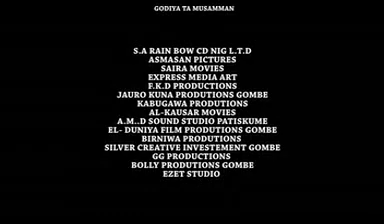 GODIYA TA MUSAMMAN
S.A RAIN BOW CD NIG L.T.D
ASMASAN PICTURES
SAIRA MOVIES
EXPRESS MEDIA ART
F.K.D PRODUCTIONS
JAURO KUNA PRODUTIONS GOMBE
KABUGAWA PRODUTIONS
AL-KAUSAR MOVIES
A.M..D SOUND STUDIO PATISKUME
EL- DUNIYA FILM PRODUTIONS GOMBE
BIRNIWA PRODUTIONS
SILVER CREATIVE INVESTEMENT GOMBE
GG PRODUCTIONS
BOLLY PRODUTIONS GOMBE
EZET STUDIO